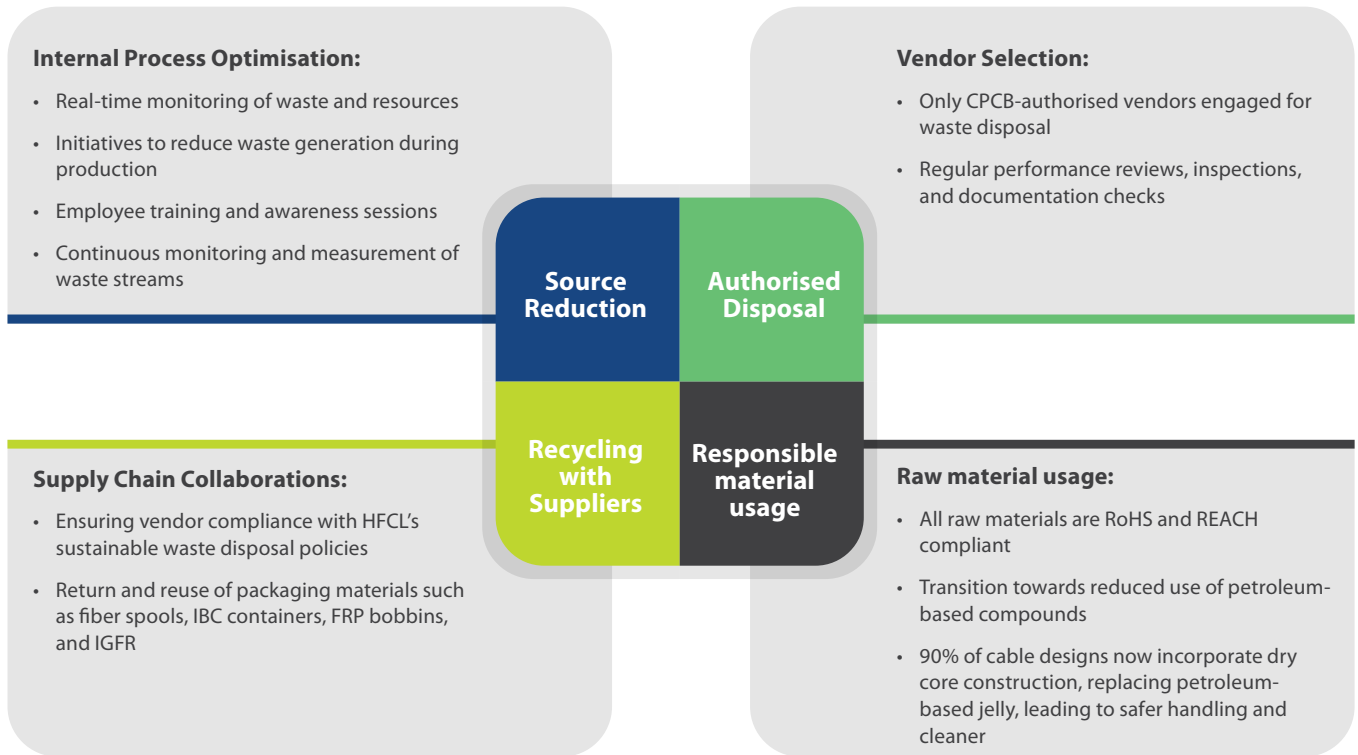 Internal Process Optimisation:
• Real-time monitoring of waste and resources
• Initiatives to reduce waste generation during
production
• Employee training and awareness sessions
• Continuous monitoring and measurement of
waste streams
Vendor Selection:
• Only CPCB-authorised vendors engaged for
waste disposal
• Regular performance reviews, inspections,
and documentation checks
Source
Reduction
Authorised
Disposal
Recycling
with
Suppliers
Responsible
material
usage
Supply Chain Collaborations:
• Ensuring vendor compliance with HFCL’s
sustainable waste disposal policies
• Return and reuse of packaging materials such
as fiber spools, IBC containers, FRP bobbins,
and IGFR
Raw material usage:
• All raw materials are RoHS and REACH
compliant
• Transition towards reduced use of petroleum-
based compounds
• 90% of cable designs now incorporate dry
core construction, replacing petroleum-
based jelly, leading to safer handling and
cleaner